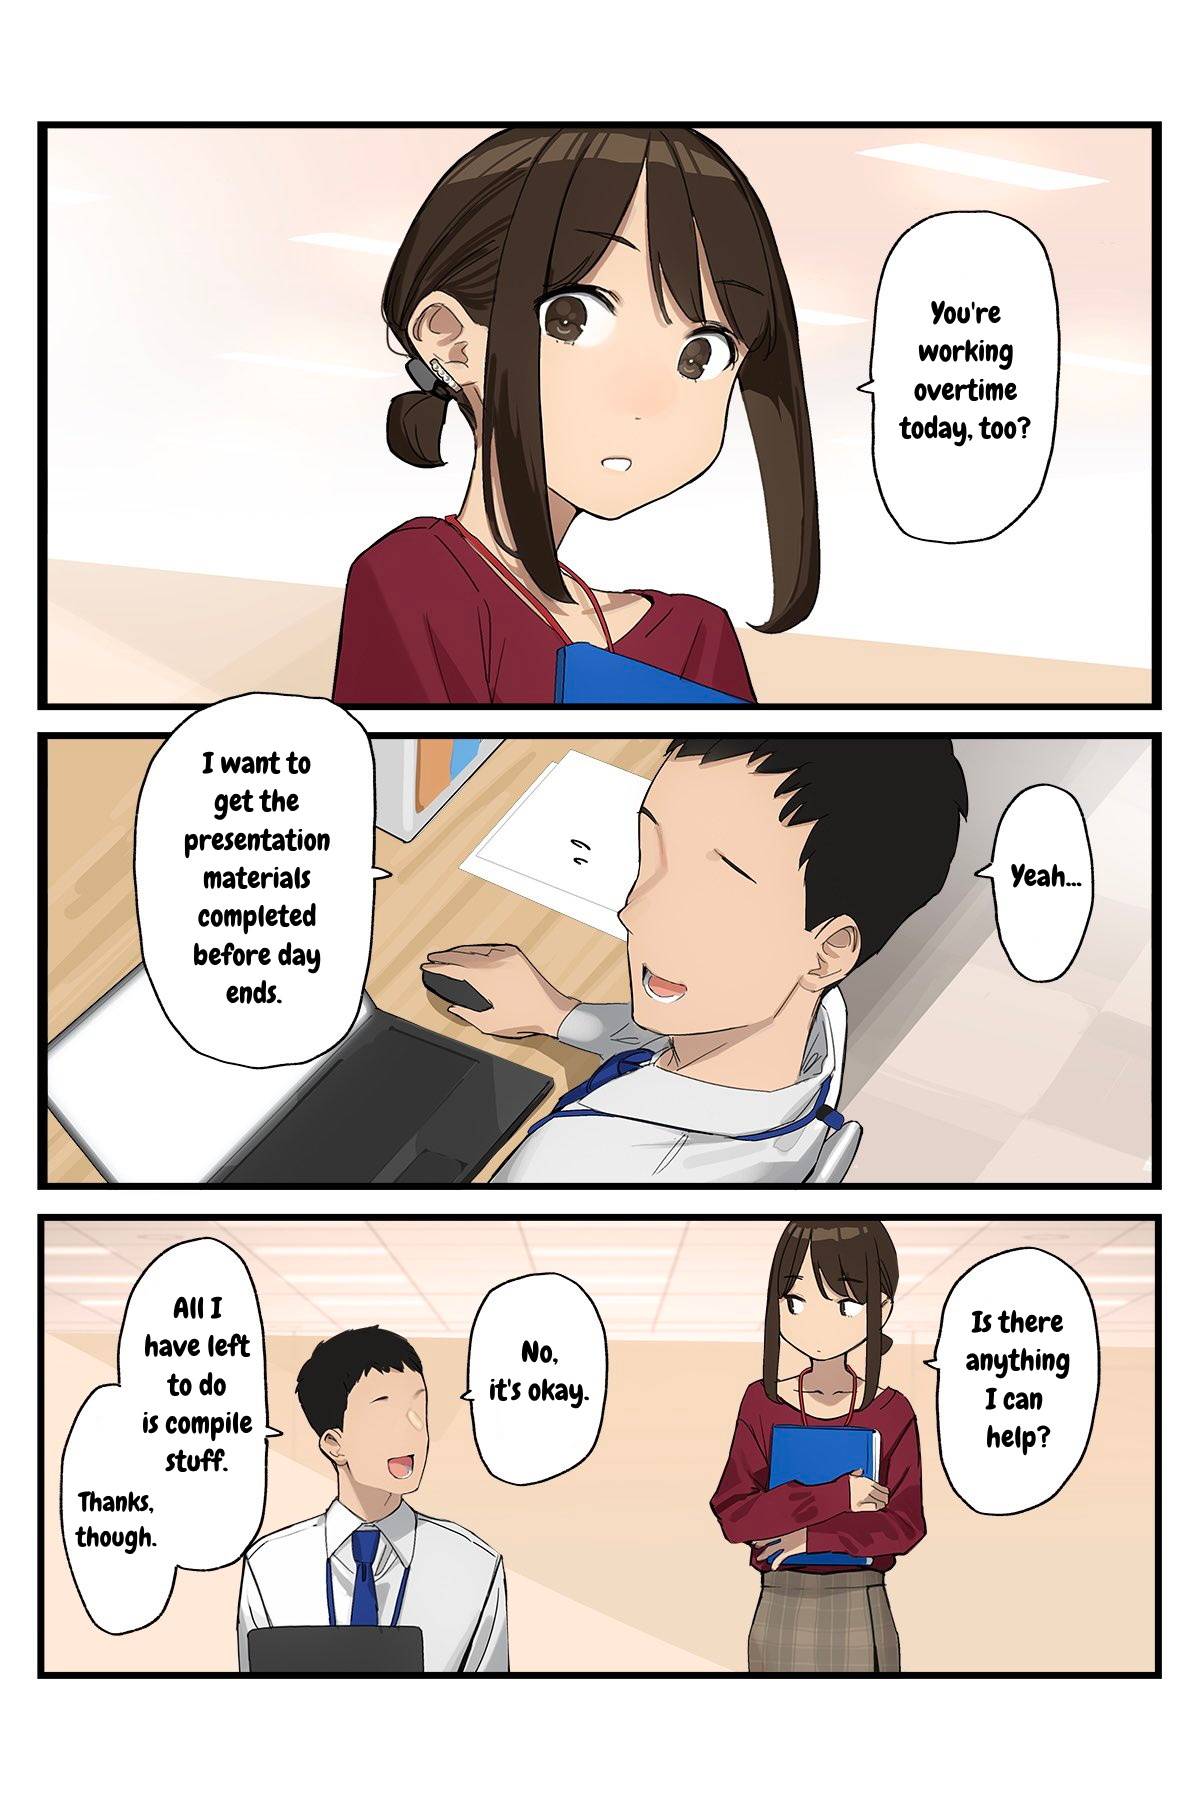 You're
working
overtime
today, too?
Yeah...
I want to
get the
presentation
materials
completed
before day
ends.
Is there
anything
I can
help?
No,
it's okay.
All I
have left
to do
is compile
stuff.
Thanks,
though.